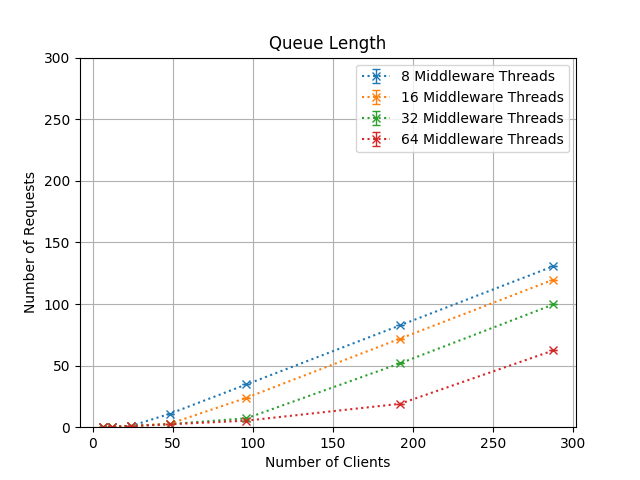 Queue Length
300
250
200
150
100
50
0
Number of Requests
8 Middleware Threads
16 Middleware Threads
32 Middleware Threads
64 Middleware Threads
0 50 100 150 200 250 300
Number of Clients